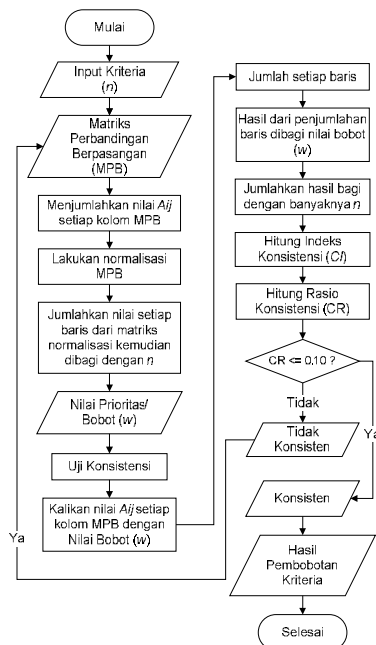 Mulai
Input Kriteria
(n)
Matriks
Perbandingan
Berpasangan
(MPB)
Menjumlahkan nilai Aij
setiap kolom MPB
Lakukan normalisasi
MPB
Jumlahkan nilai setiap
baris dari matriks
normalisasi kemudian
dibagi dengan n
Nilai Prioritas/
Bobot (w)
Uji Konsistensi
Kalikan nilai Aij setiap
kolom MPB dengan
Nilai Bobot (w)
Ya
Jumlah setiap baris
Hasil dari penjumlahan
baris dibagi nilai bobot
(w)
Jumlahkan hasil bagi
dengan banyaknya n
Hitung Indeks
Konsistensi (CI)
Hitung Rasio
Konsistensi (CR)
CR <= 0,10 ?
Tidak
Tidak
Konsisten
Ya
Konsisten
Hasil
Pembobotan
Kriteria
Selesai